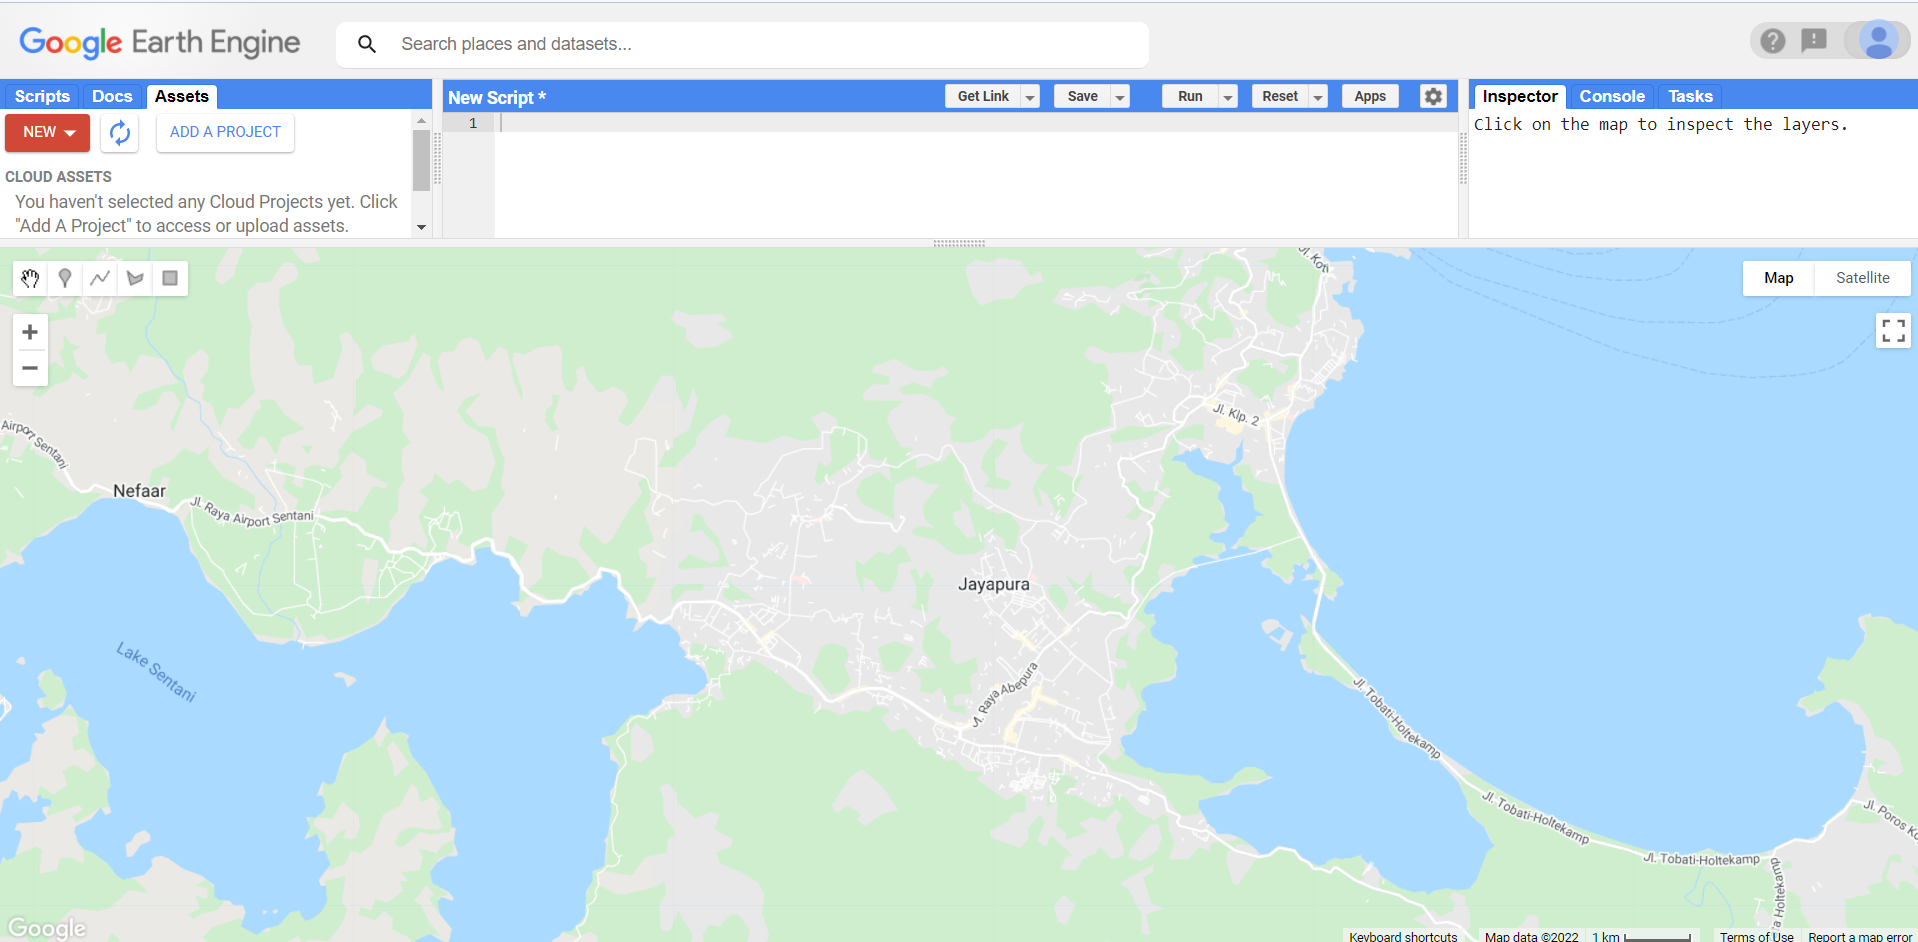 Google Earth Engine
Search places and datasets...
Scripts Docs Assets
New Script *
Get Link Save Run Reset Apps
Inspector Console Tasks
NEW ADD A PROJECT
1
Click on the map to inspect the layers.
CLOUD ASSETS
You haven't selected any Cloud Projects yet. Click
"Add A Project" to access or upload assets.
Map Satellite
Jl. Koti
Jl. Klp. 2
Airport Sentani
Nefaar
Jl. Raya Airport Sentani
Jayapura
Lake Sentani
Jl. Raya Abepura
Jl. Tobati-Holtekamp
Jl. Tobati-Holtekamp
Jl. Tobati-Holtekamp
Jl. Poros Ko
a Holtekamp
Google
Keyboard shortcuts Map data ©2022 1 km Terms of Use Report a map error